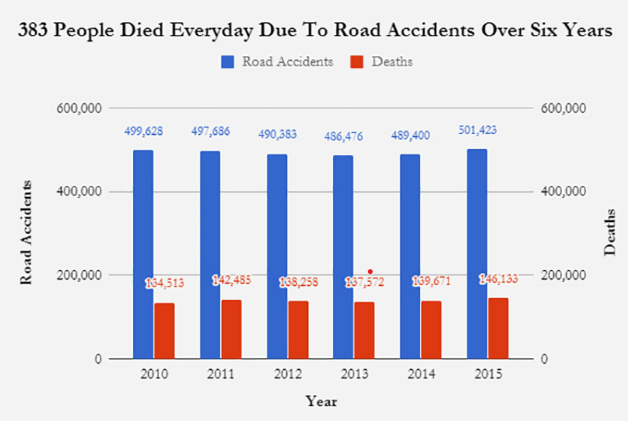 383 People Died Everyday Due To Road Accidents Over Six Years
Road Accidents Deaths
600,000 600,000
499,628 497,686 490,383 486,476 489,400 501,423
400,000 400,000
Road Accidents
Deaths
200,000 200,000
134,513 142,485 138,258 137,572 139,671 146,133
0 0
2010 2011 2012 2013 2014 2015
Year